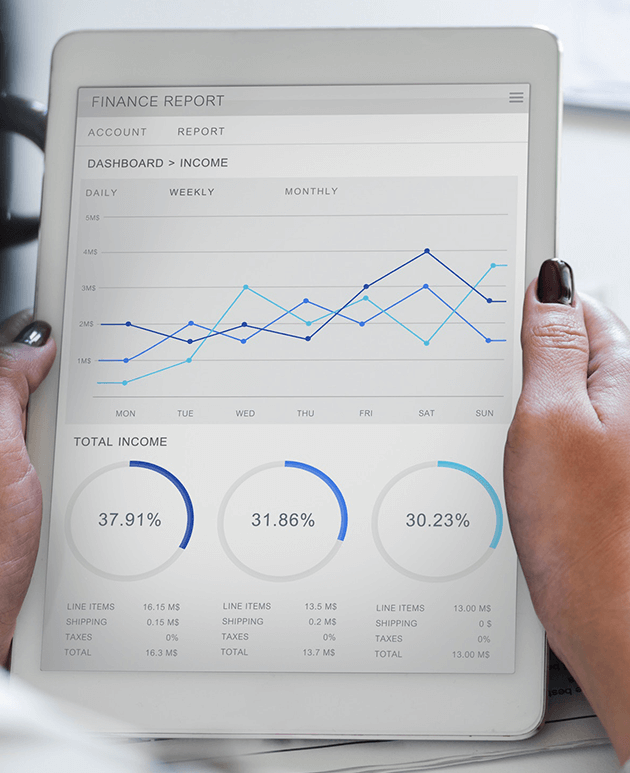 FINANCE REPORT
ACCOUNT REPORT
DASHBOARD > INCOME
DAILY WEEKLY MONTHLY
5M$
4M$
3M$
2M$
1M$
MON TUE WED THU FRI SAT SUN
TOTAL INCOME
37.91% 31.86% 30.23%
LINE ITEMS 16.15 M$ LINE ITEMS 13.5 M$ LINE ITEMS 13.00 M$
SHIPPING 0.15 M$ SHIPPING 0.2 M$ SHIPPING 0 $
TAXES 0% TAXES 0% TAXES 0%
TOTAL 16.3 M$ TOTAL 13.7 M$ TOTAL 13.00 M$